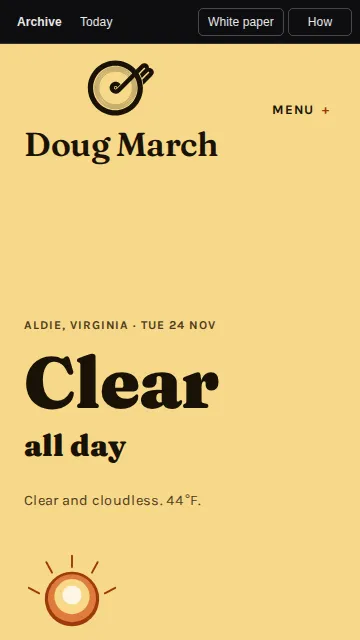 Archive Today White paper How
MENU +
Doug March
ALDIE, VIRGINIA · TUE 24 NOV
Clear
all day
Clear and cloudless. 44°F.